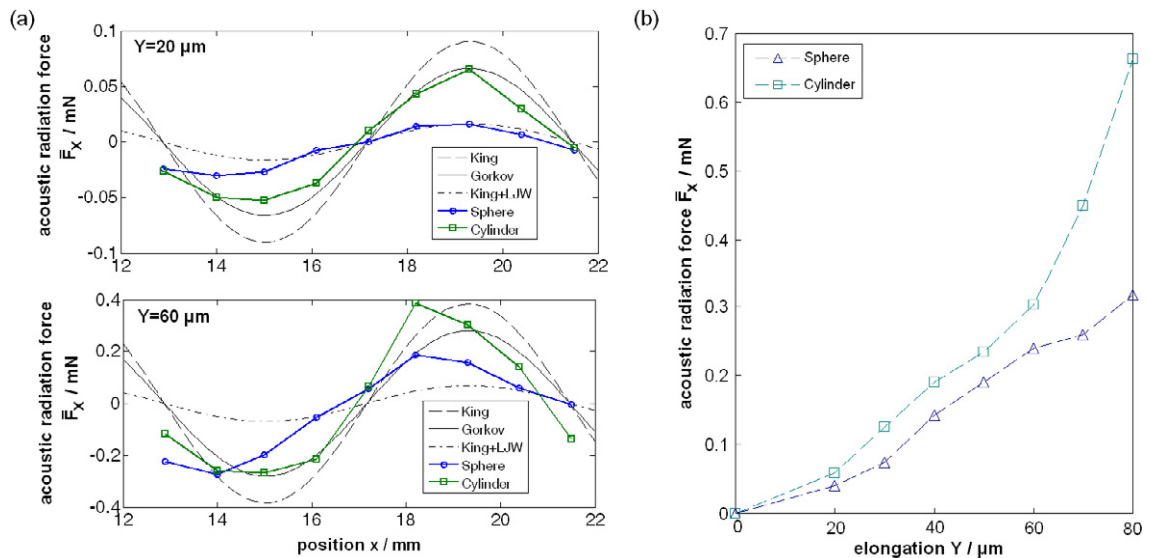 (a)
Y=20 µm
acoustic radiation force
F̅x / mN
0.1
0.05
0
-0.05
-0.1
12
14
16
18
20
22
King
Gorkov
King+LJW
Sphere
Cylinder
Y=60 µm
acoustic radiation force
F̅x / mN
0.4
0.2
0
-0.2
-0.4
12
14
16
18
20
22
King
Gorkov
King+LJW
Sphere
Cylinder
position x / mm
(b)
acoustic radiation force F̅x / mN
0.7
0.6
0.5
0.4
0.3
0.2
0.1
0
0
20
40
60
80
Sphere
Cylinder
elongation Y / µm